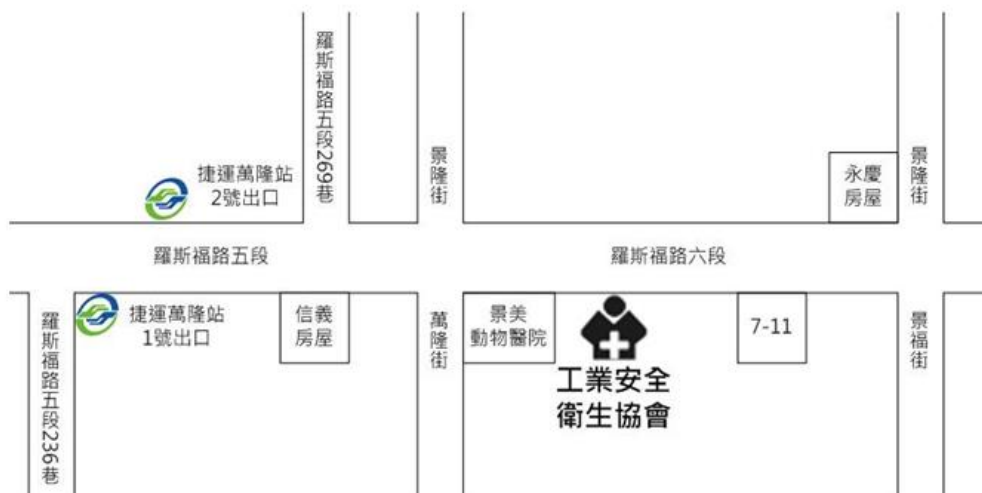 羅斯福路五段269巷
景隆街
景隆街
捷運萬隆站
2號出口
永慶
房屋
羅斯福路五段
羅斯福路六段
羅斯福路五段236巷
捷運萬隆站
1號出口
信義
房屋
萬隆街
景美
動物醫院
工業安全
衛生協會
7-11
景福街